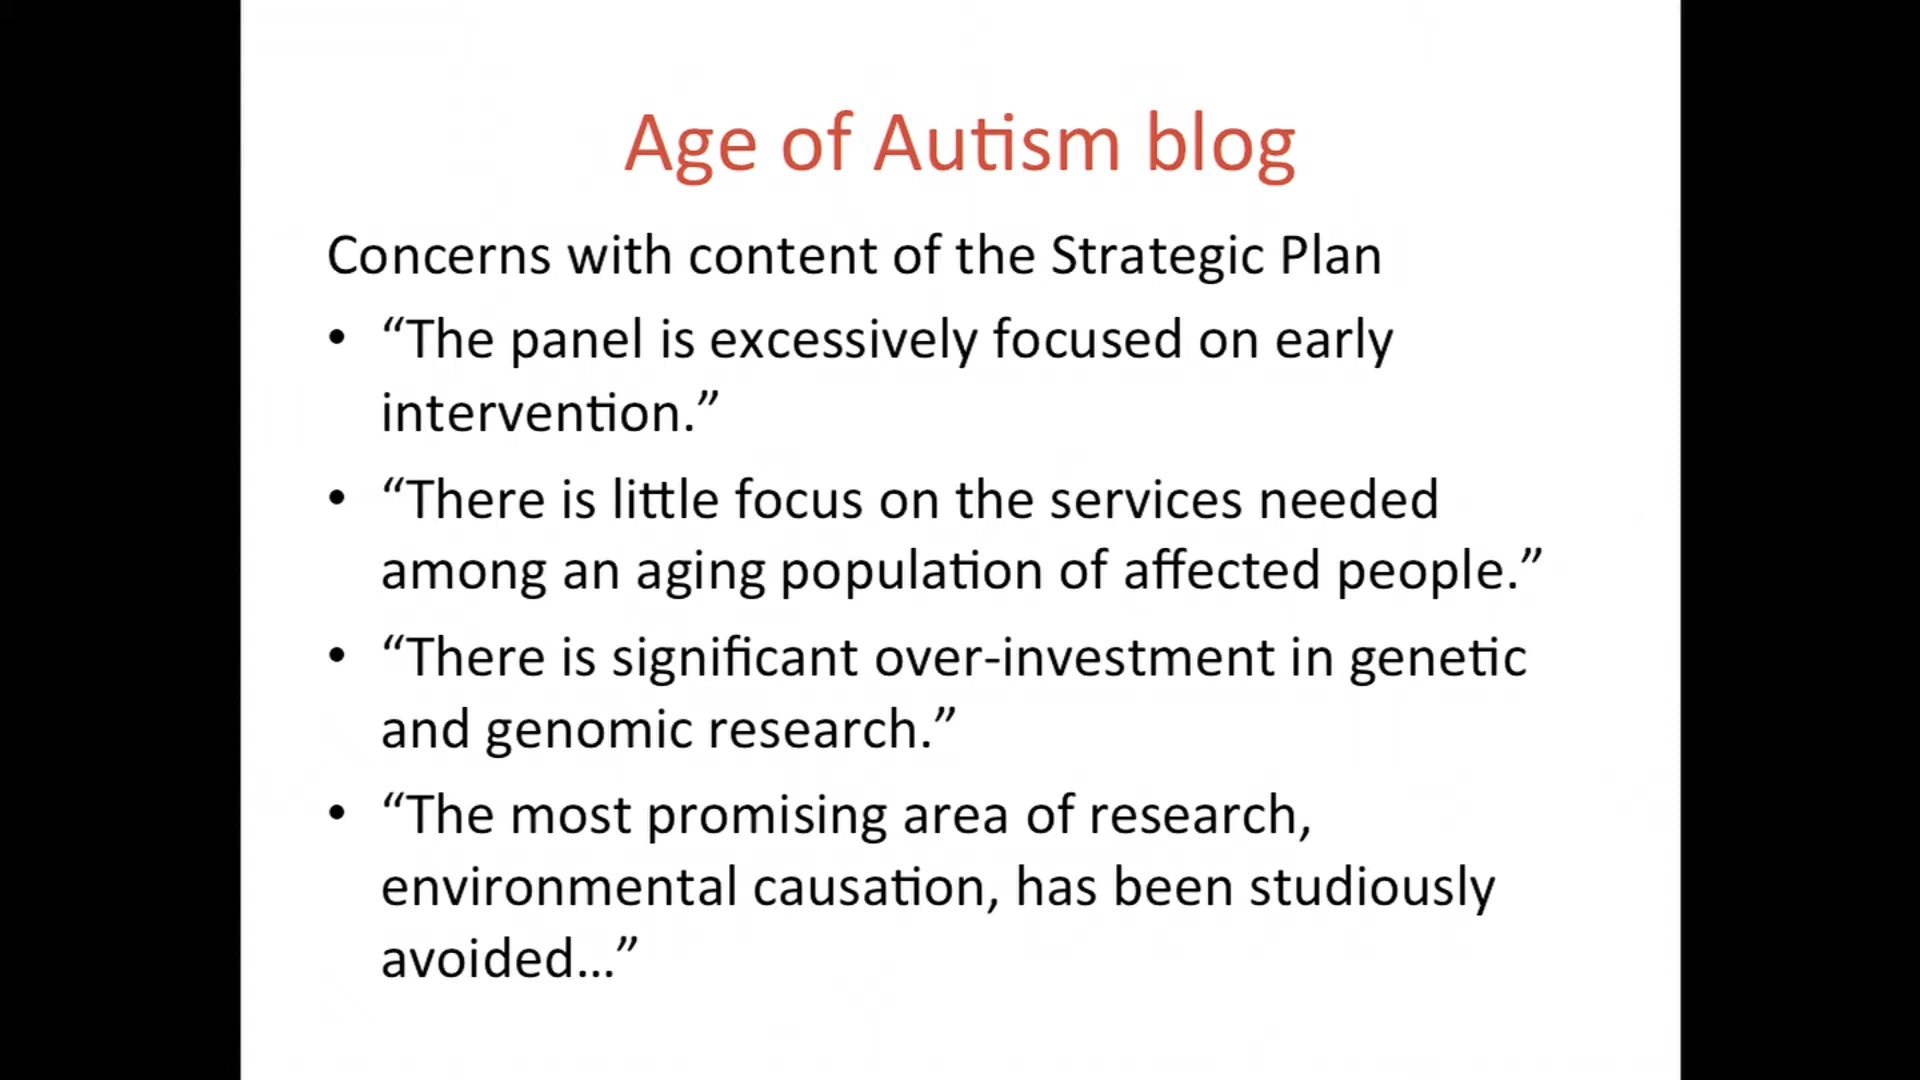 Age of Autism blog
Concerns with content of the Strategic Plan
• “The panel is excessively focused on early
intervention.”
• “There is little focus on the services needed
among an aging population of affected people.”
• “There is significant over-investment in genetic
and genomic research.”
• “The most promising area of research,
environmental causation, has been studiously
avoided...”